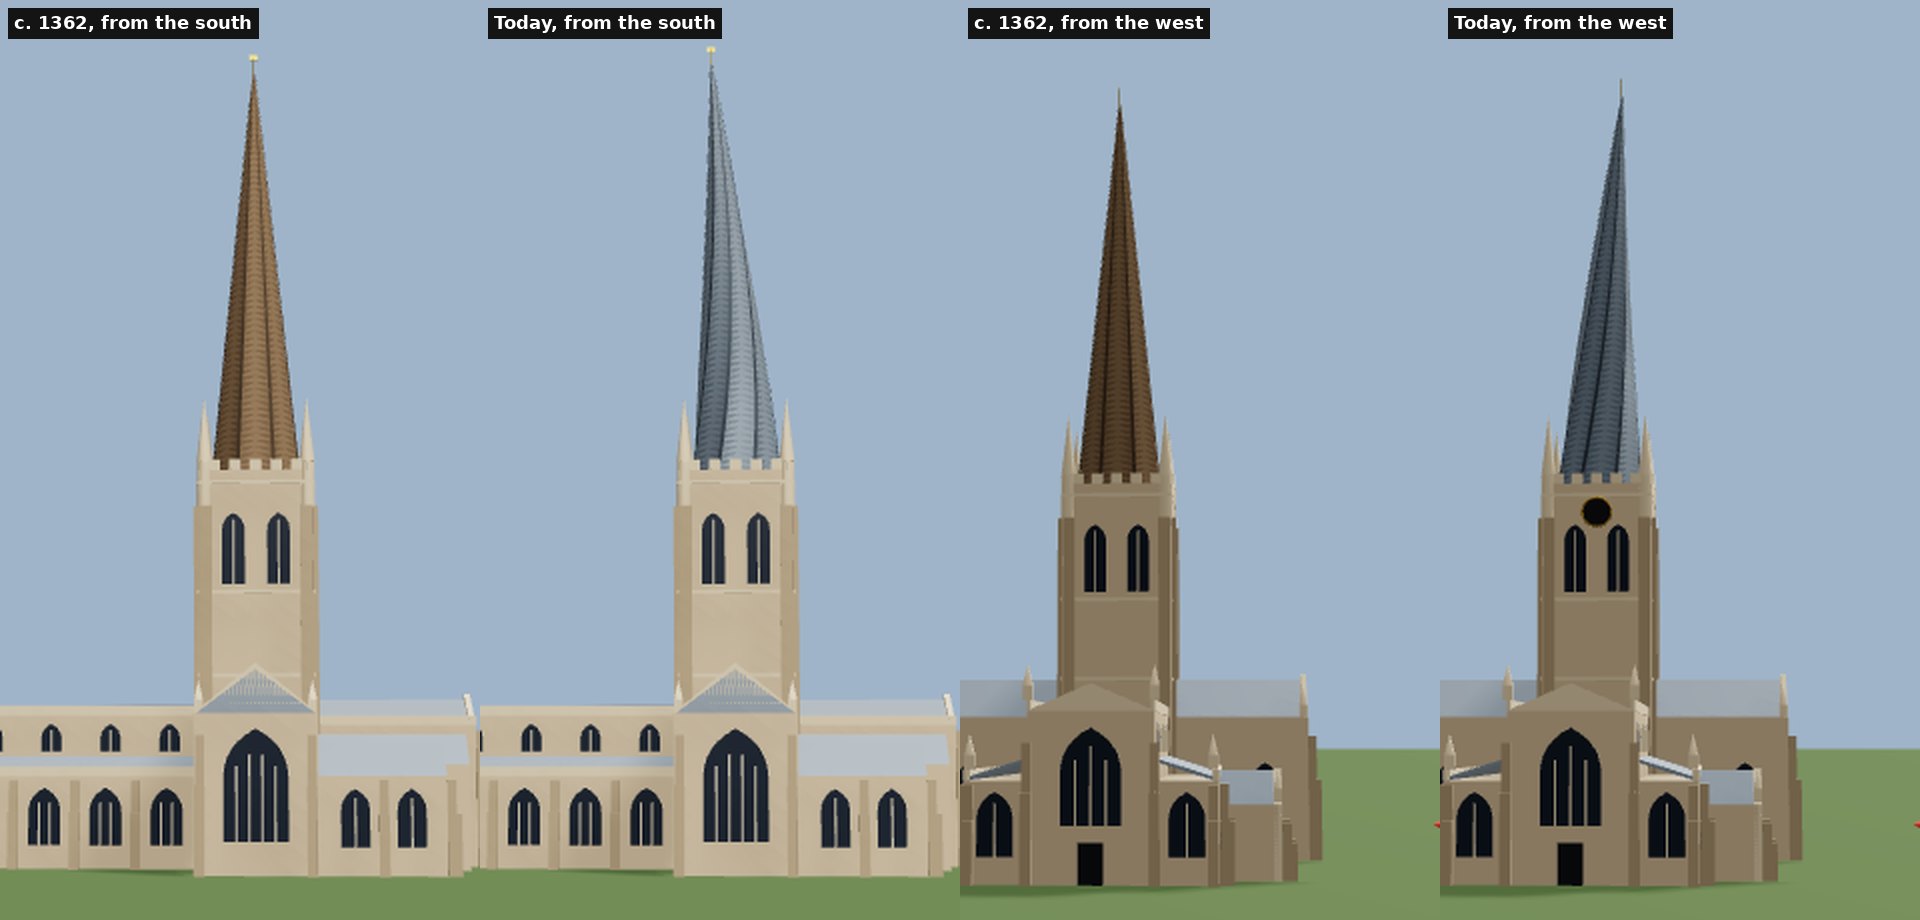 c. 1362, from the south
Today, from the south
c. 1362, from the west
Today, from the west